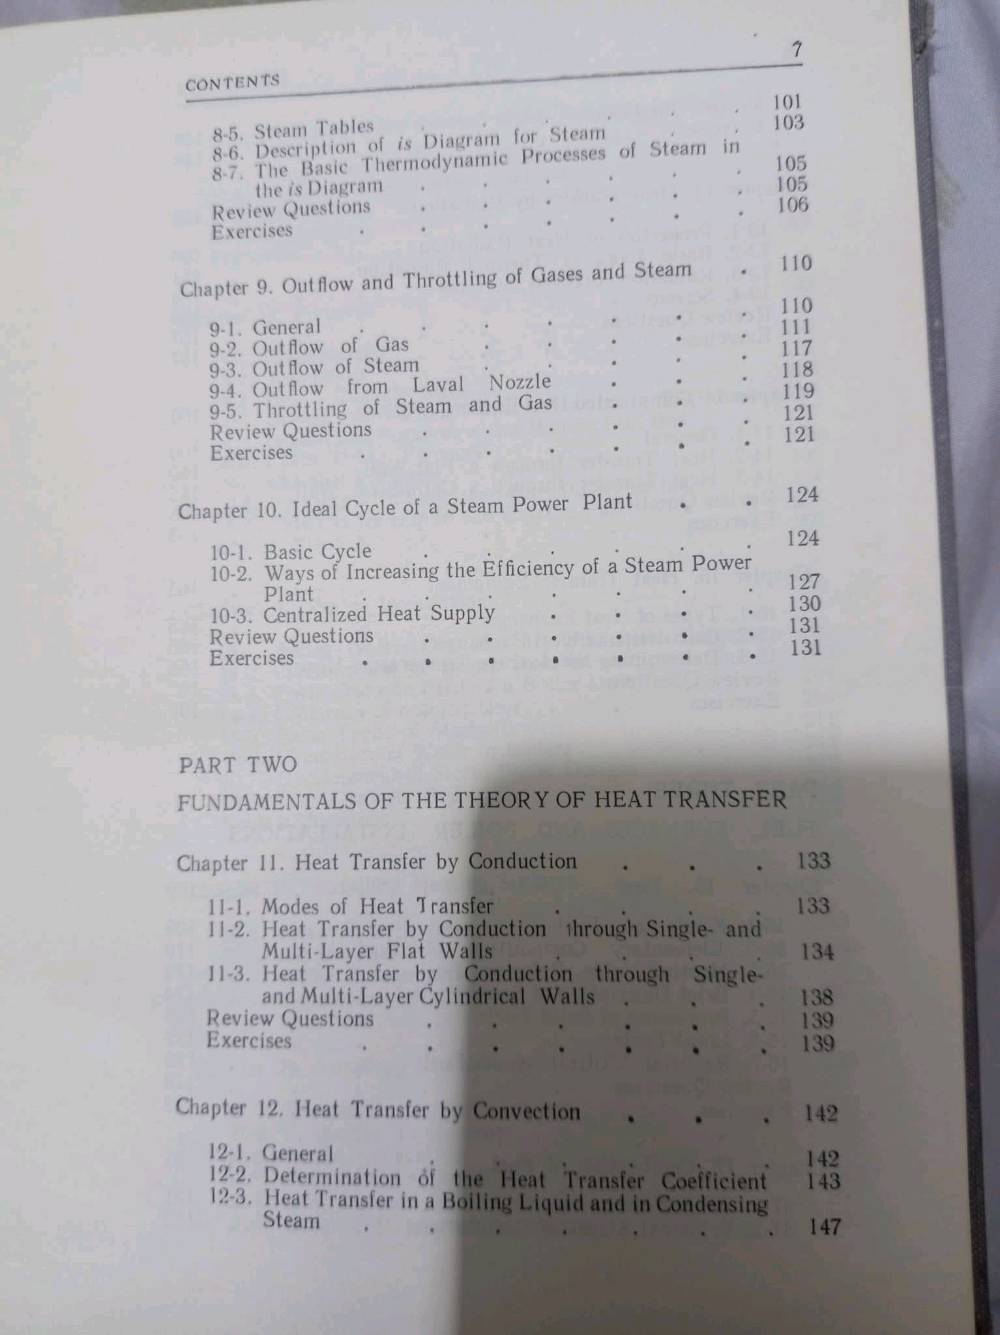 CONTENTS 7
8-5. Steam Tables . . . . . . 101
8-6. Description of is Diagram for Steam . . 103
8-7. The Basic Thermodynamic Processes of Steam in
the is Diagram . . . . . . 105
Review Questions . . . . . . 105
Exercises . . . . . . . 106
Chapter 9. Outflow and Throttling of Gases and Steam . 110
9-1. General . . . . . . . 110
9-2. Outflow of Gas . . . . . 111
9-3. Outflow of Steam . . . . . 117
9-4. Outflow from Laval Nozzle . . . 118
9-5. Throttling of Steam and Gas . . . 119
Review Questions . . . . . . 121
Exercises . . . . . . . 121
Chapter 10. Ideal Cycle of a Steam Power Plant . . 124
10-1. Basic Cycle . . . . . . 124
10-2. Ways of Increasing the Efficiency of a Steam Power
Plant . . . . . . . 127
10-3. Centralized Heat Supply . . . . 130
Review Questions . . . . . . 131
Exercises . . . . . . . 131
PART TWO
FUNDAMENTALS OF THE THEORY OF HEAT TRANSFER
Chapter 11. Heat Transfer by Conduction . . . 133
11-1. Modes of Heat Transfer . . . . 133
11-2. Heat Transfer by Conduction through Single- and
Multi-Layer Flat Walls . . . . 134
11-3. Heat Transfer by Conduction through Single-
and Multi-Layer Cylindrical Walls . . . 138
Review Questions . . . . . . 139
Exercises . . . . . . . 139
Chapter 12. Heat Transfer by Convection . . . 142
12-1. General . . . . . . 142
12-2. Determination of the Heat Transfer Coefficient 143
12-3. Heat Transfer in a Boiling Liquid and in Condensing
Steam . . . . . . . 147